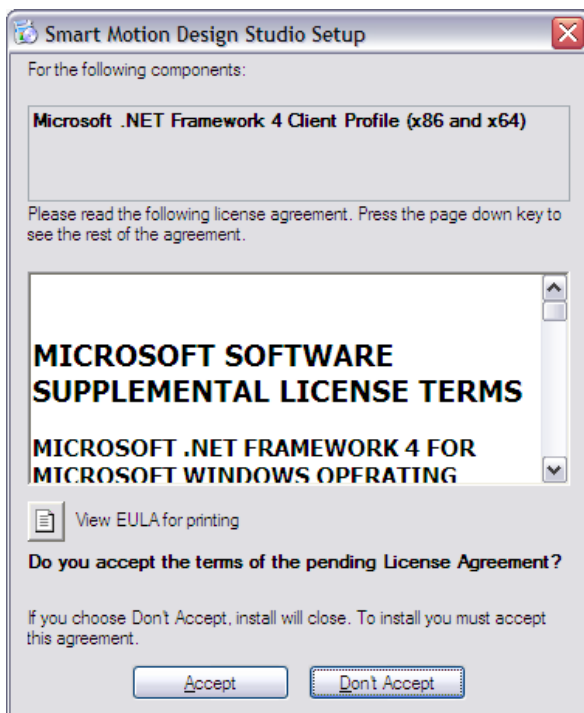 Smart Motion Design Studio Setup
For the following components:
Microsoft .NET Framework 4 Client Profile (x86 and x64)
Please read the following license agreement. Press the page down key to
see the rest of the agreement.
MICROSOFT SOFTWARE
SUPPLEMENTAL LICENSE TERMS
MICROSOFT .NET FRAMEWORK 4 FOR
MICROSOFT WINDOWS OPERATING
View EULA for printing
Do you accept the terms of the pending License Agreement?
If you choose Don't Accept, install will close. To install you must accept
this agreement.
Accept
Don't Accept